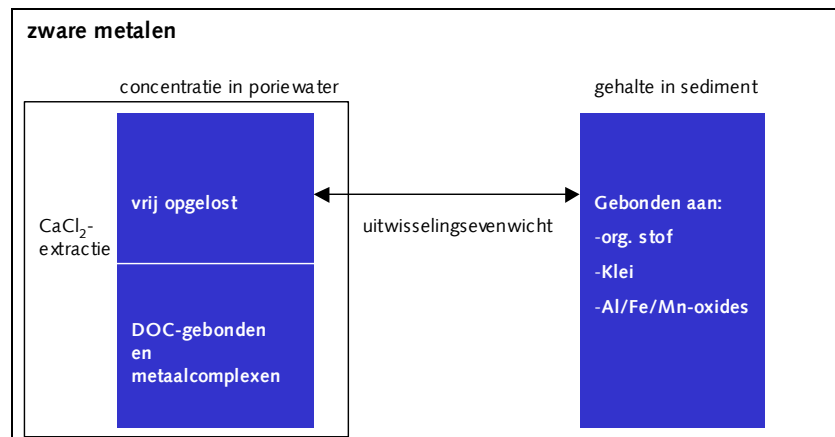 zware metalen
concentratie in poriewater
gehalte in sediment
CaCl₂-
extractie
vrij opgelost
DOC-gebonden
en
metaalcomplexen
uitwisselingsevenwicht
Gebonden aan:
-org. stof
-Klei
-Al/Fe/Mn-oxides